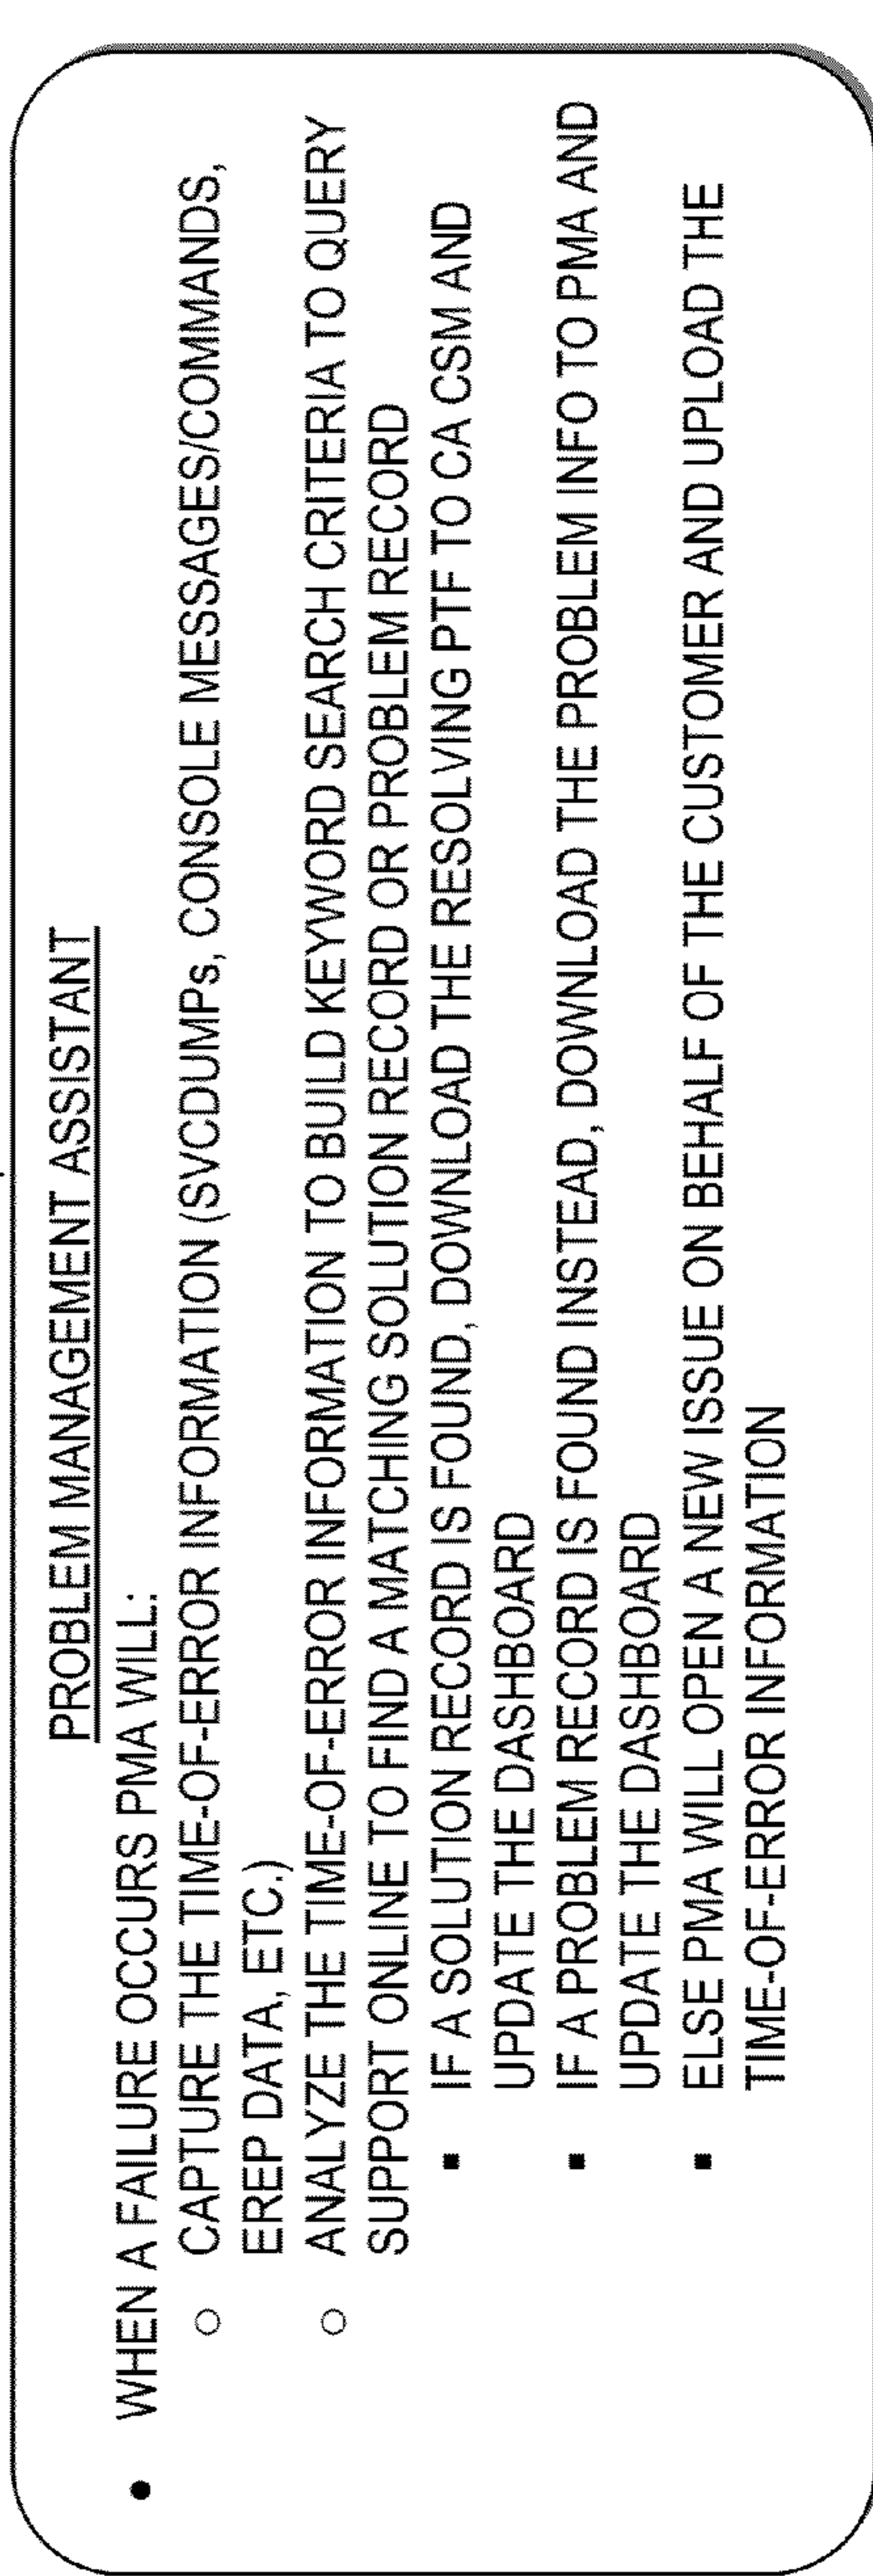 PROBLEM MANAGEMENT ASSISTANT
● WHEN A FAILURE OCCURS PMA WILL:
○ CAPTURE THE TIME-OF-ERROR INFORMATION (SVCDUMPs, CONSOLE MESSAGES/COMMANDS,
EREP DATA, ETC.)
○ ANALYZE THE TIME-OF-ERROR INFORMATION TO BUILD KEYWORD SEARCH CRITERIA TO QUERY
SUPPORT ONLINE TO FIND A MATCHING SOLUTION RECORD OR PROBLEM RECORD
▪ IF A SOLUTION RECORD IS FOUND, DOWNLOAD THE RESOLVING PTF TO CA CSM AND
UPDATE THE DASHBOARD
▪ IF A PROBLEM RECORD IS FOUND INSTEAD, DOWNLOAD THE PROBLEM INFO TO PMA AND
UPDATE THE DASHBOARD
▪ ELSE PMA WILL OPEN A NEW ISSUE ON BEHALF OF THE CUSTOMER AND UPLOAD THE
TIME-OF-ERROR INFORMATION